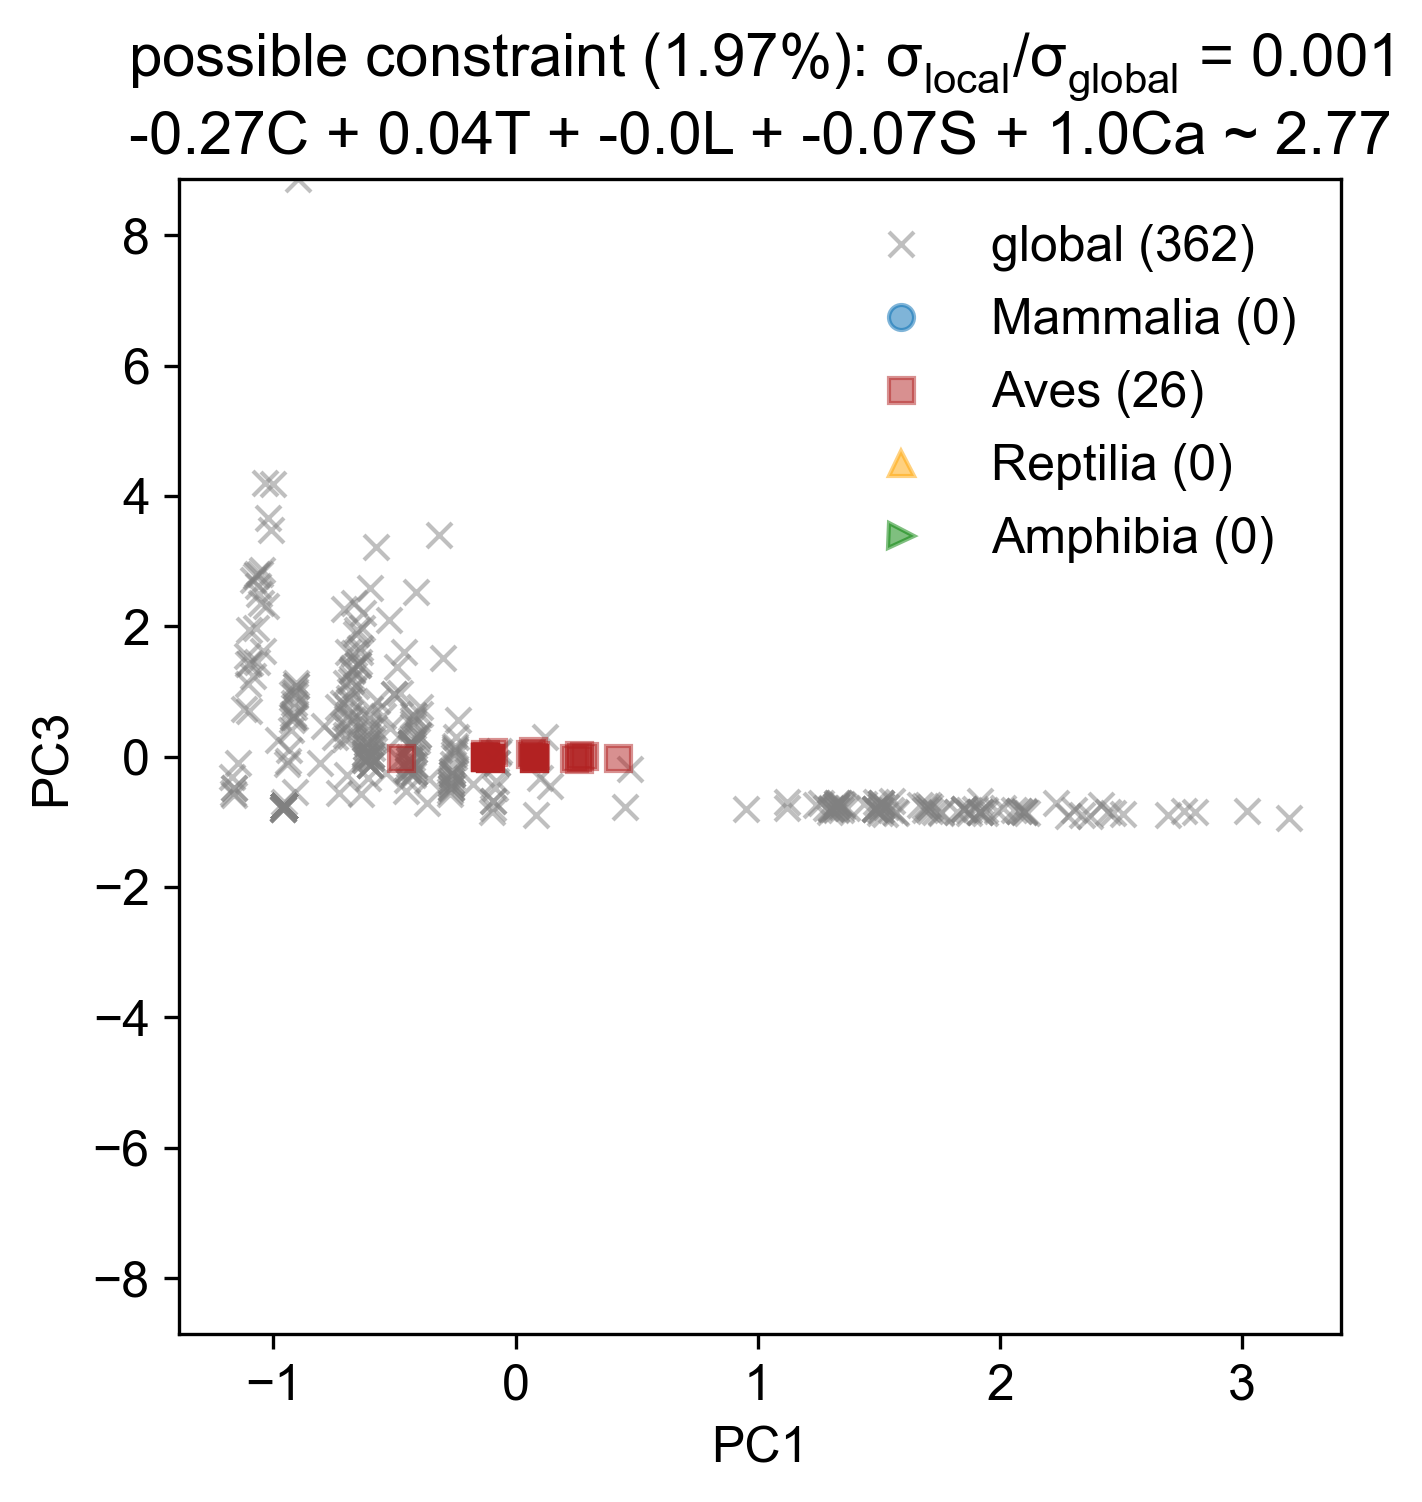 possible constraint (1.97%): σlocal/σglobal = 0.001
-0.27C + 0.04T + -0.0L + -0.07S + 1.0Ca ~ 2.77
global (362)
Mammalia (0)
Aves (26)
Reptilia (0)
Amphibia (0)
8
6
4
2
0
−2
−4
−6
−8
PC3
−1
0
1
2
3
PC1